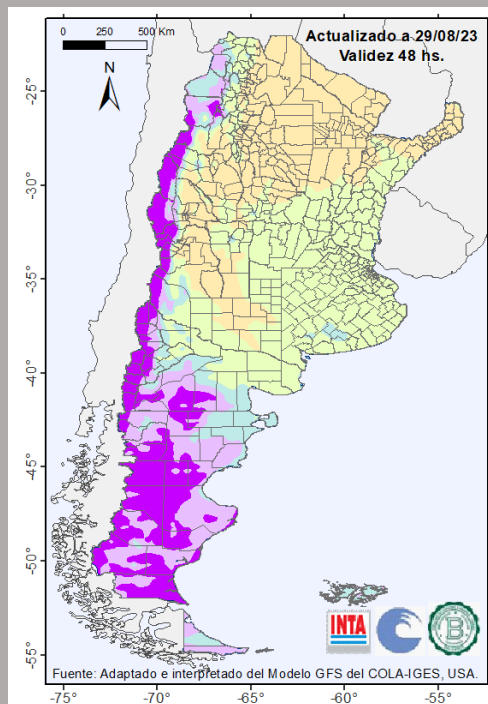 Actualizado a 29/08/23
Validez 48 hs.
0 250 500 Km
N
-25°
-30°
-35°
-40°
-45°
-50°
-55°
INTA
B
Fuente: Adaptado e interpretado del Modelo GFS del COLA-IGES, USA.
-75° -70° -65° -60° -55°